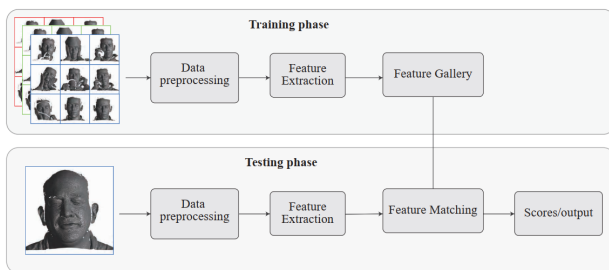 Training phase
Data
preprocessing
Feature
Extraction
Feature Gallery
Testing phase
Data
preprocessing
Feature
Extraction
Feature Matching
Scores/output